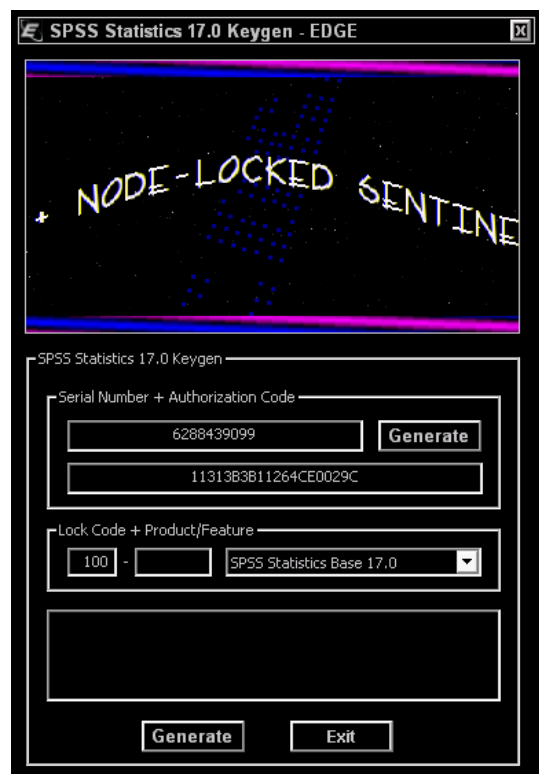 SPSS Statistics 17.0 Keygen - EDGE
+ NODE-LOCKED SENTINE
SPSS Statistics 17.0 Keygen
Serial Number + Authorization Code
6288439099 Generate
11313B3B11264CE0029C
Lock Code + Product/Feature
100 - SPSS Statistics Base 17.0
Generate Exit